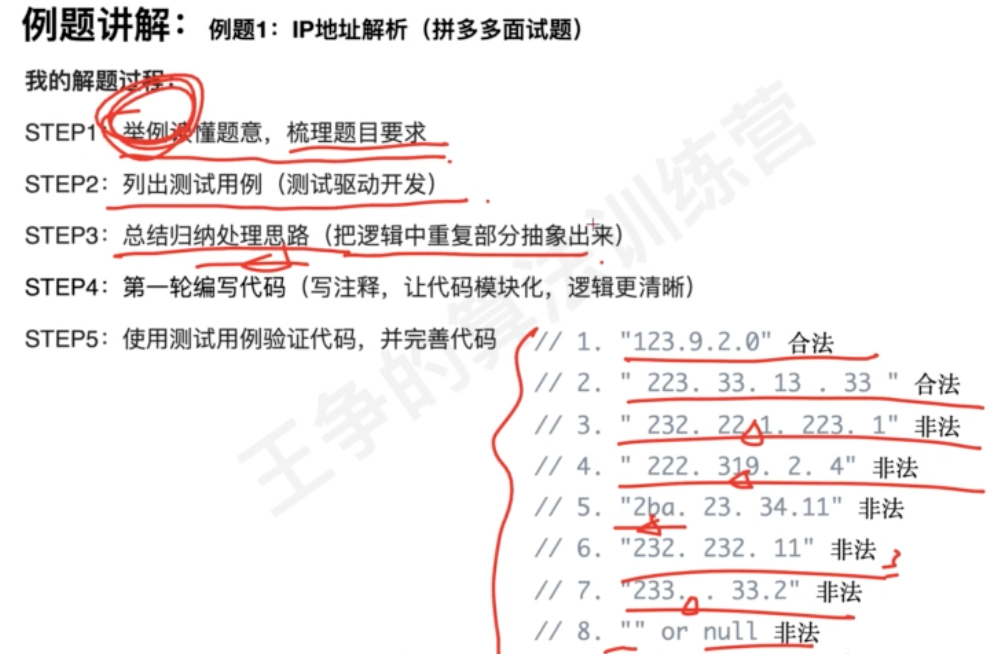 例题讲解： 例题1：IP地址解析（拼多多面试题）
我的解题过程：
STEP1：举例读懂题意，梳理题目要求
STEP2：列出测试用例（测试驱动开发）
STEP3：总结归纳处理思路（把逻辑中重复部分抽象出来）
STEP4：第一轮编写代码（写注释，让代码模块化，逻辑更清晰）
STEP5：使用测试用例验证代码，并完善代码
// 1. "123.9.2.0" 合法
// 2. " 223. 33. 13 . 33 " 合法
// 3. " 232. 22 1. 223. 1" 非法
// 4. " 222. 319. 2. 4" 非法
// 5. "2ba. 23. 34.11" 非法
// 6. "232. 232. 11" 非法
// 7. "233. . 33.2" 非法
// 8. "" or null 非法
王争的算法训练营